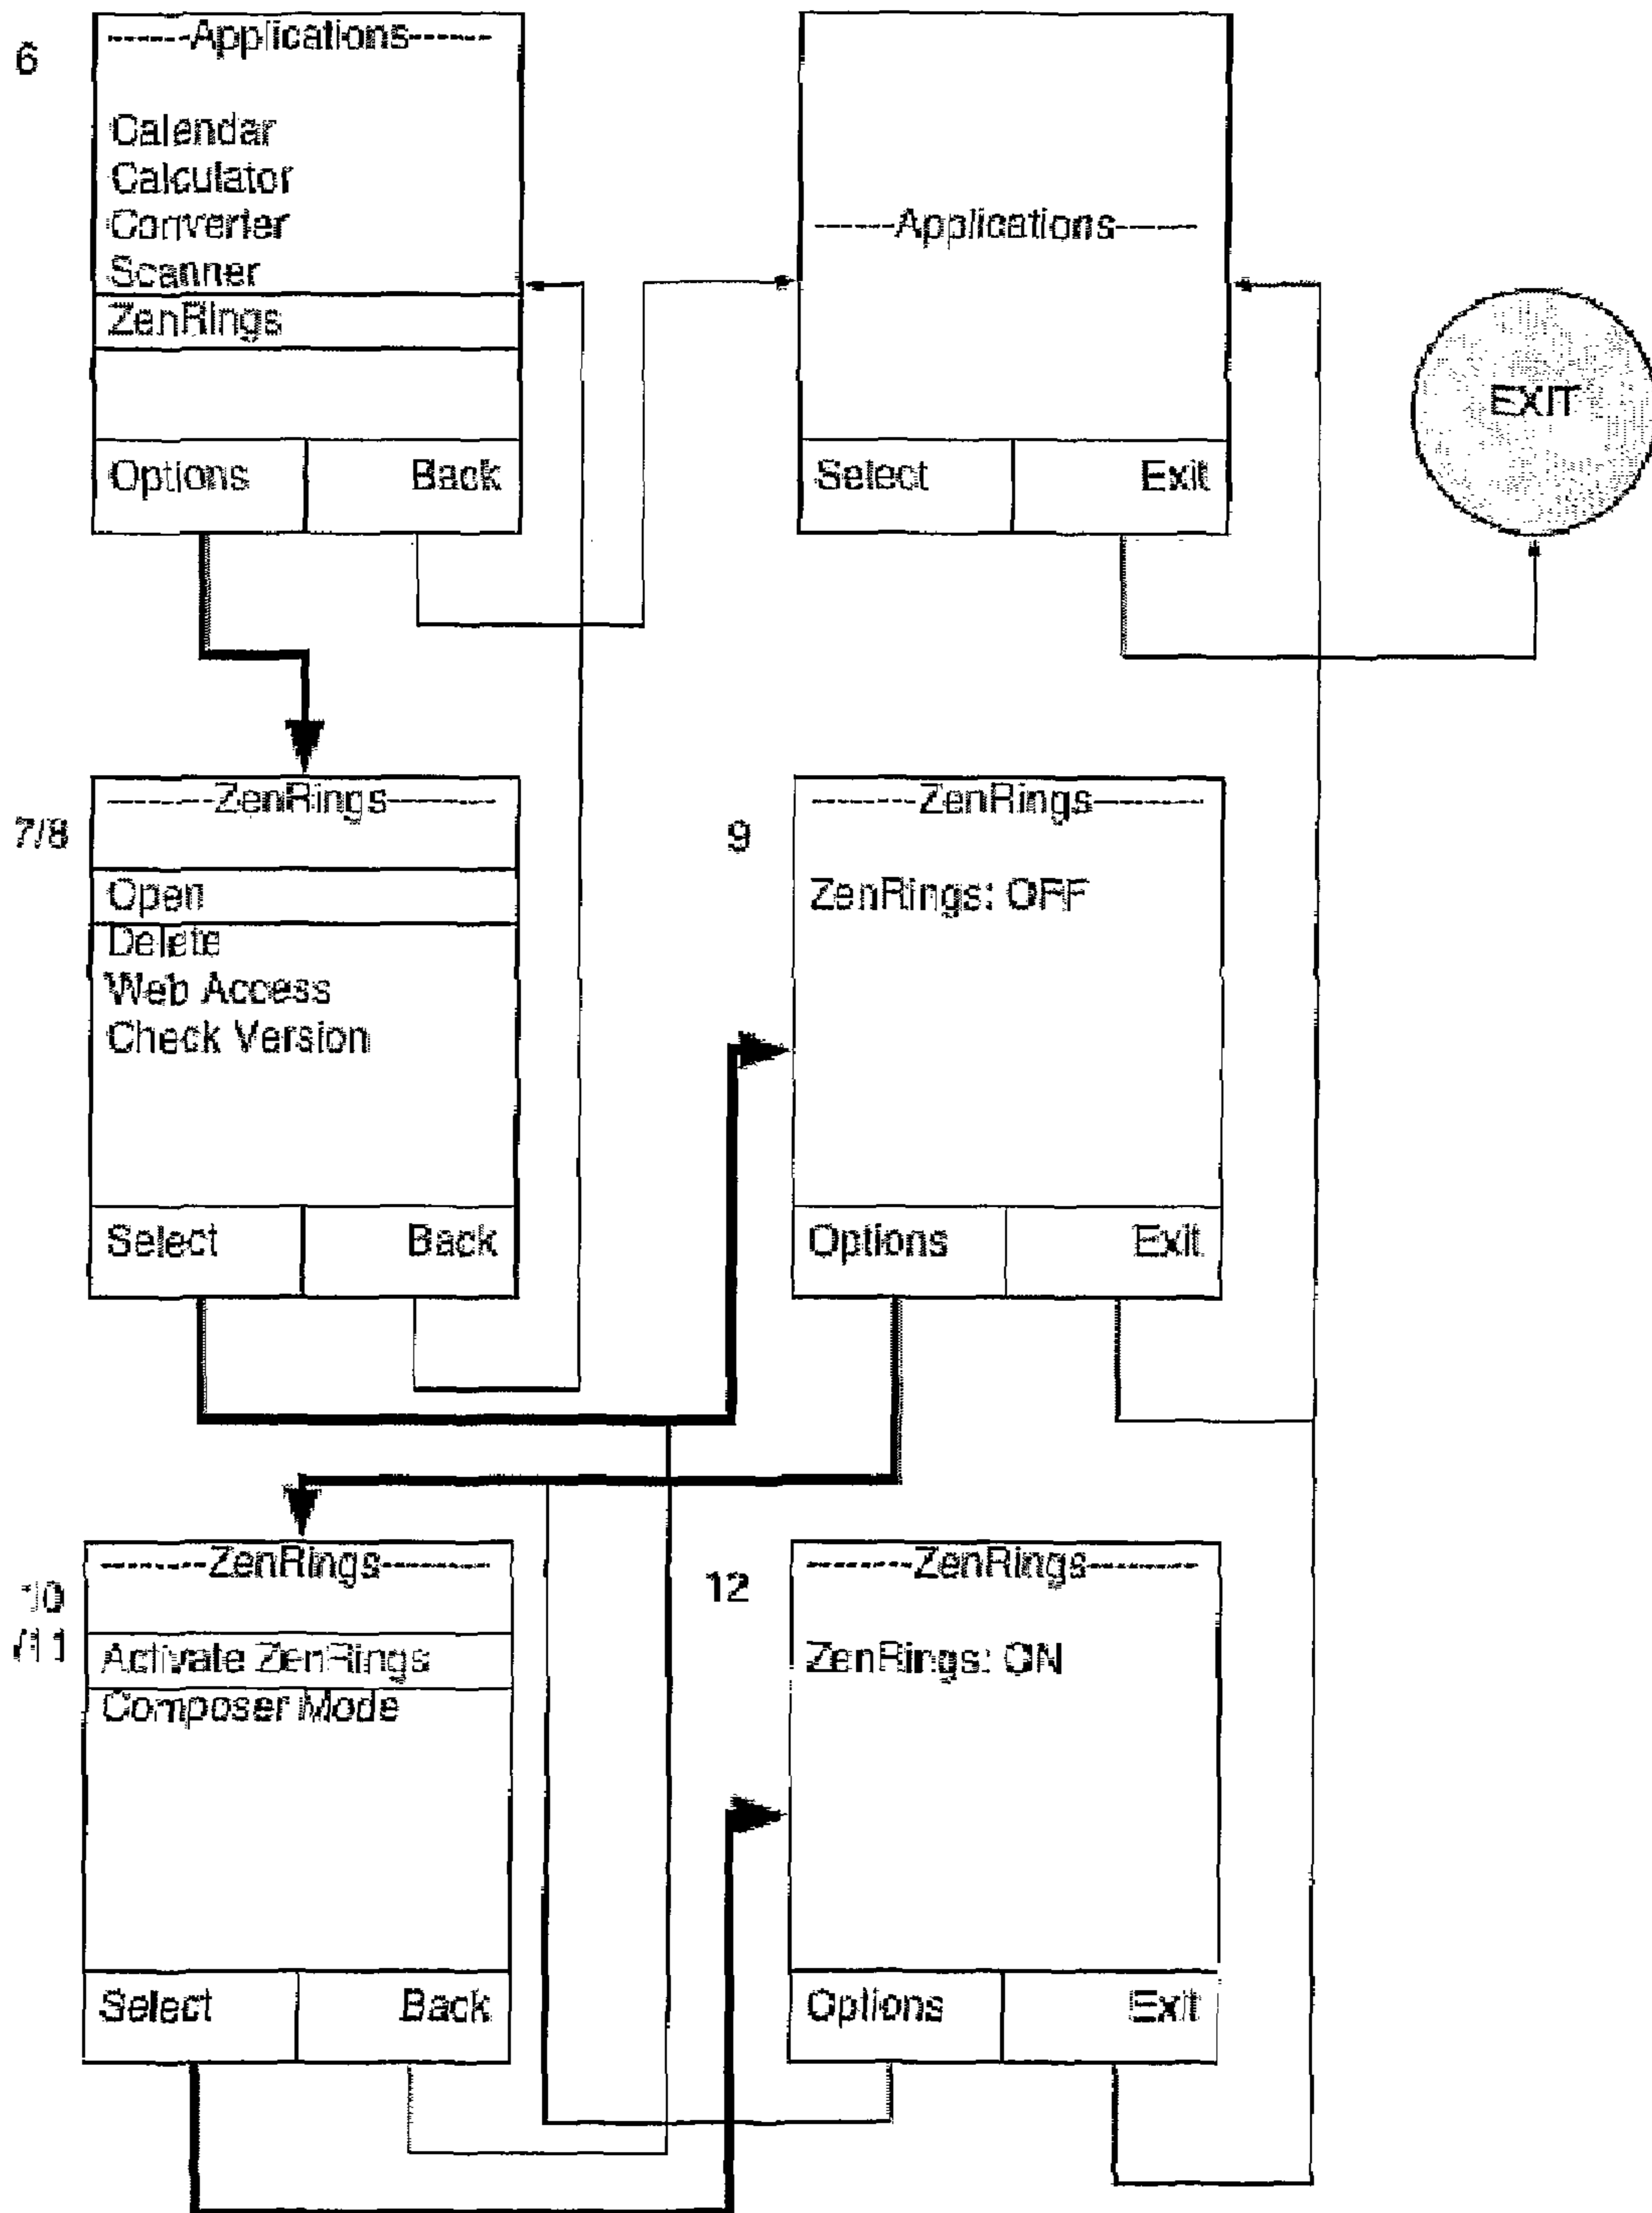 6
------Applications------
Calendar
Calculator
Converter
Scanner
ZenRings
Options Back
------Applications------
Select Exit
EXIT
7/8
-------ZenRings-------
Open
Delete
Web Access
Check Version
Select Back
9
-------ZenRings-------
ZenRings: OFF
Options Exit
10
/11
-------ZenRings-------
Activate ZenRings
Composer Mode
Select Back
12
-------ZenRings-------
ZenRings: ON
Options Exit